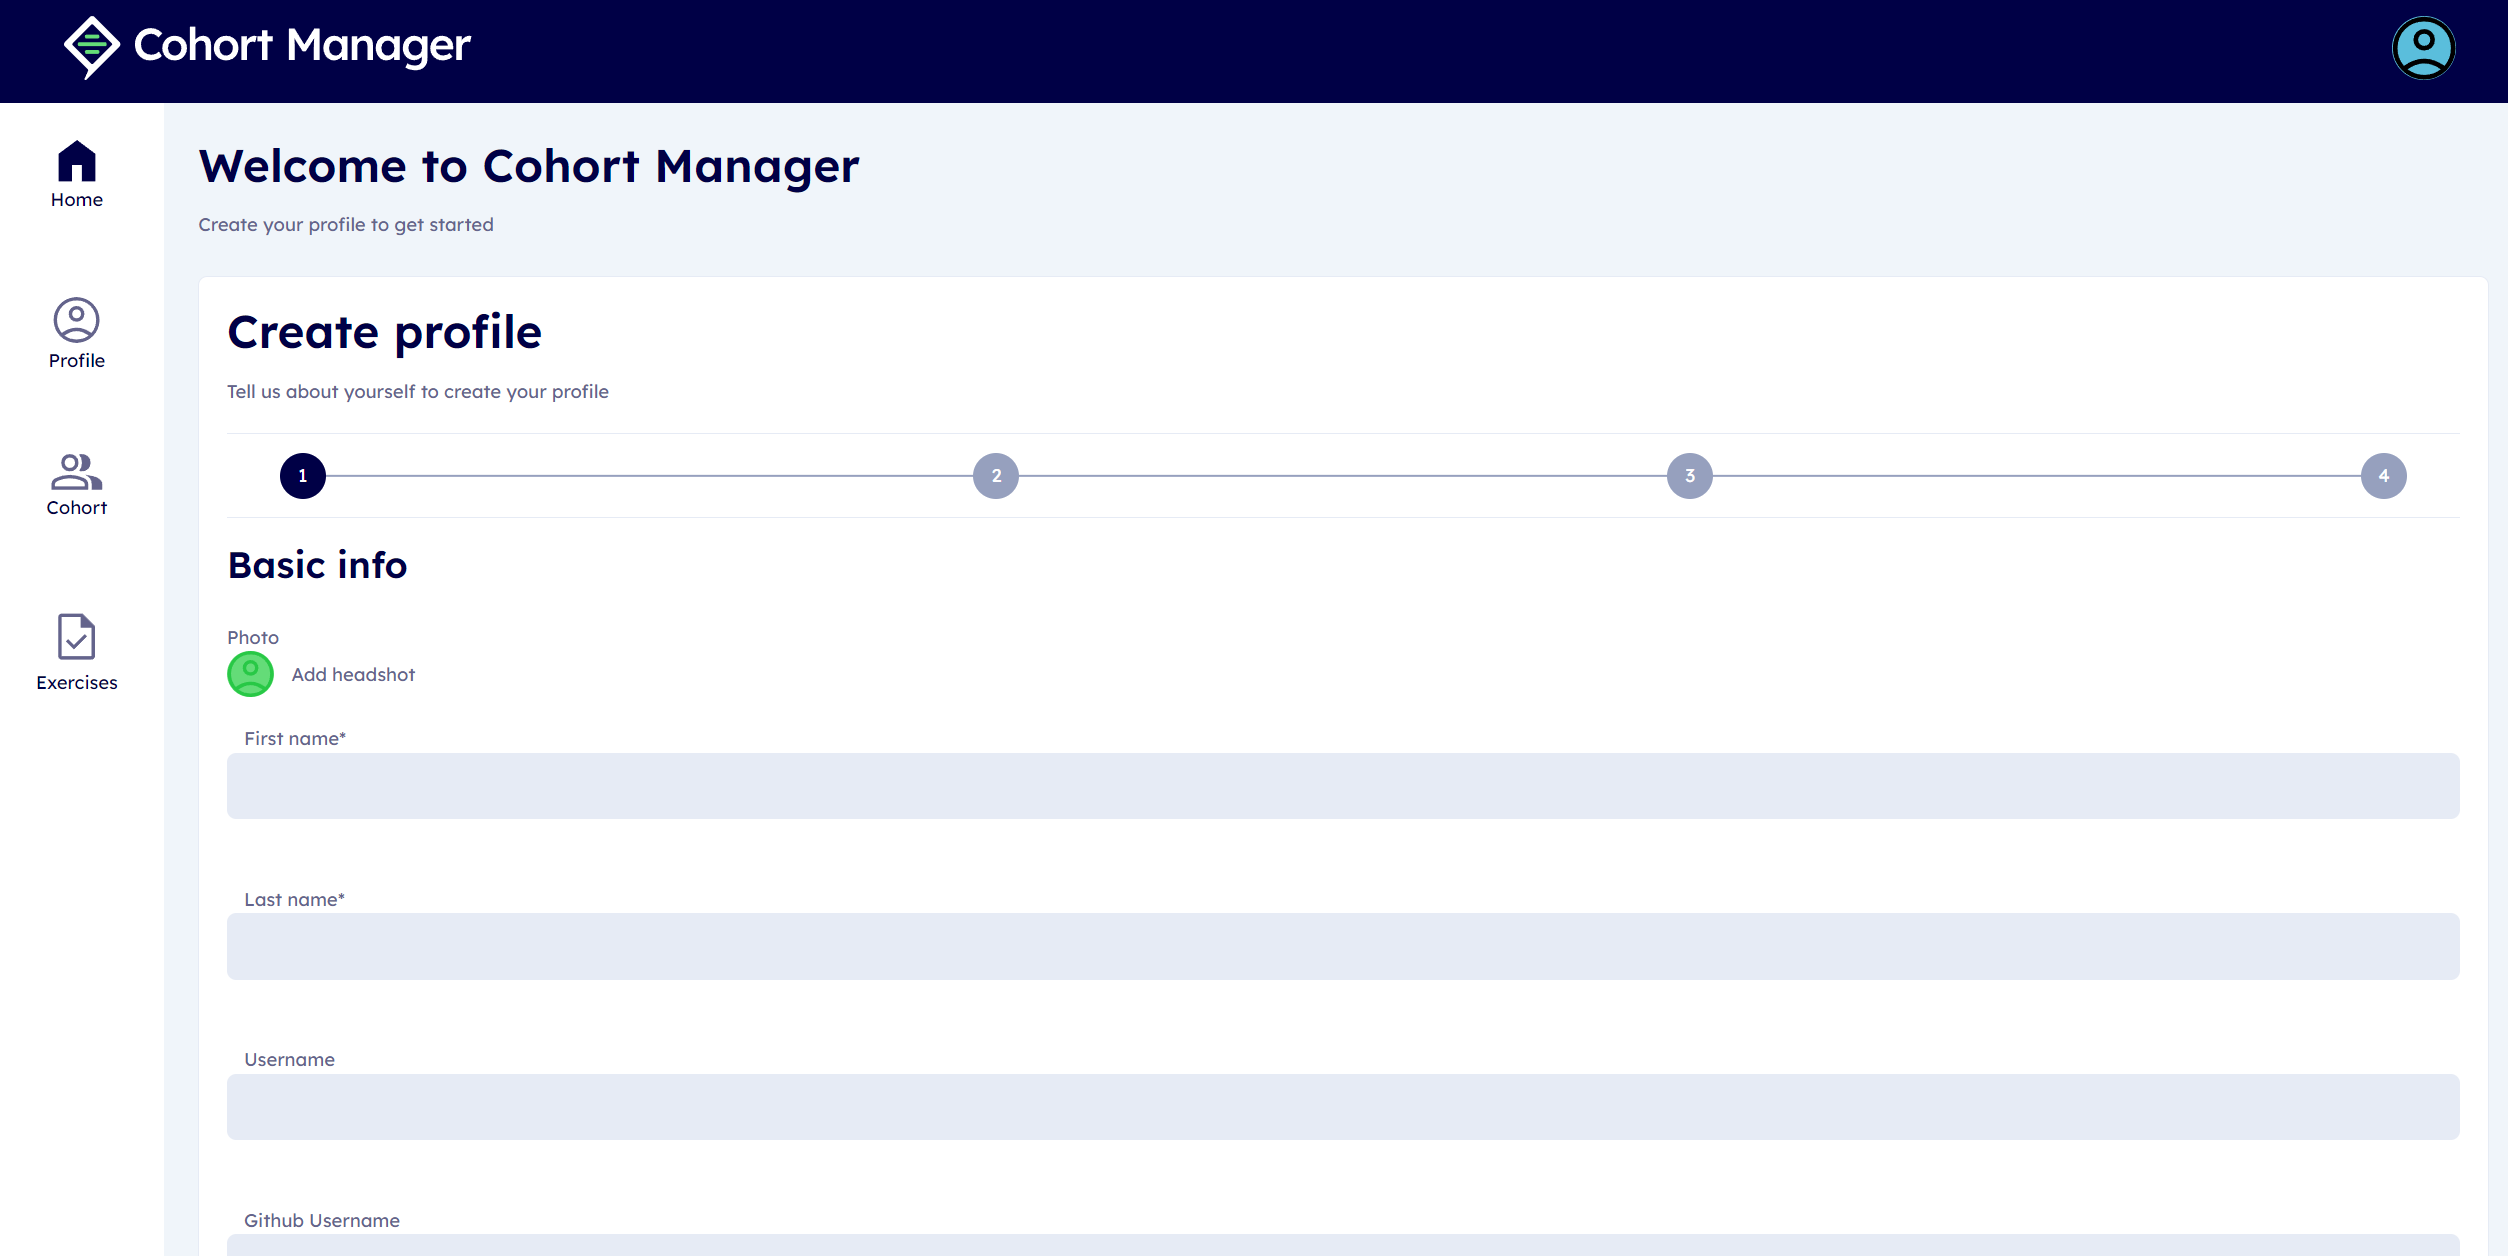 Cohort Manager
Home
Profile
Cohort
Exercises
Welcome to Cohort Manager
Create your profile to get started
Create profile
Tell us about yourself to create your profile
1 2 3 4
Basic info
Photo
Add headshot
First name*
Last name*
Username
Github Username